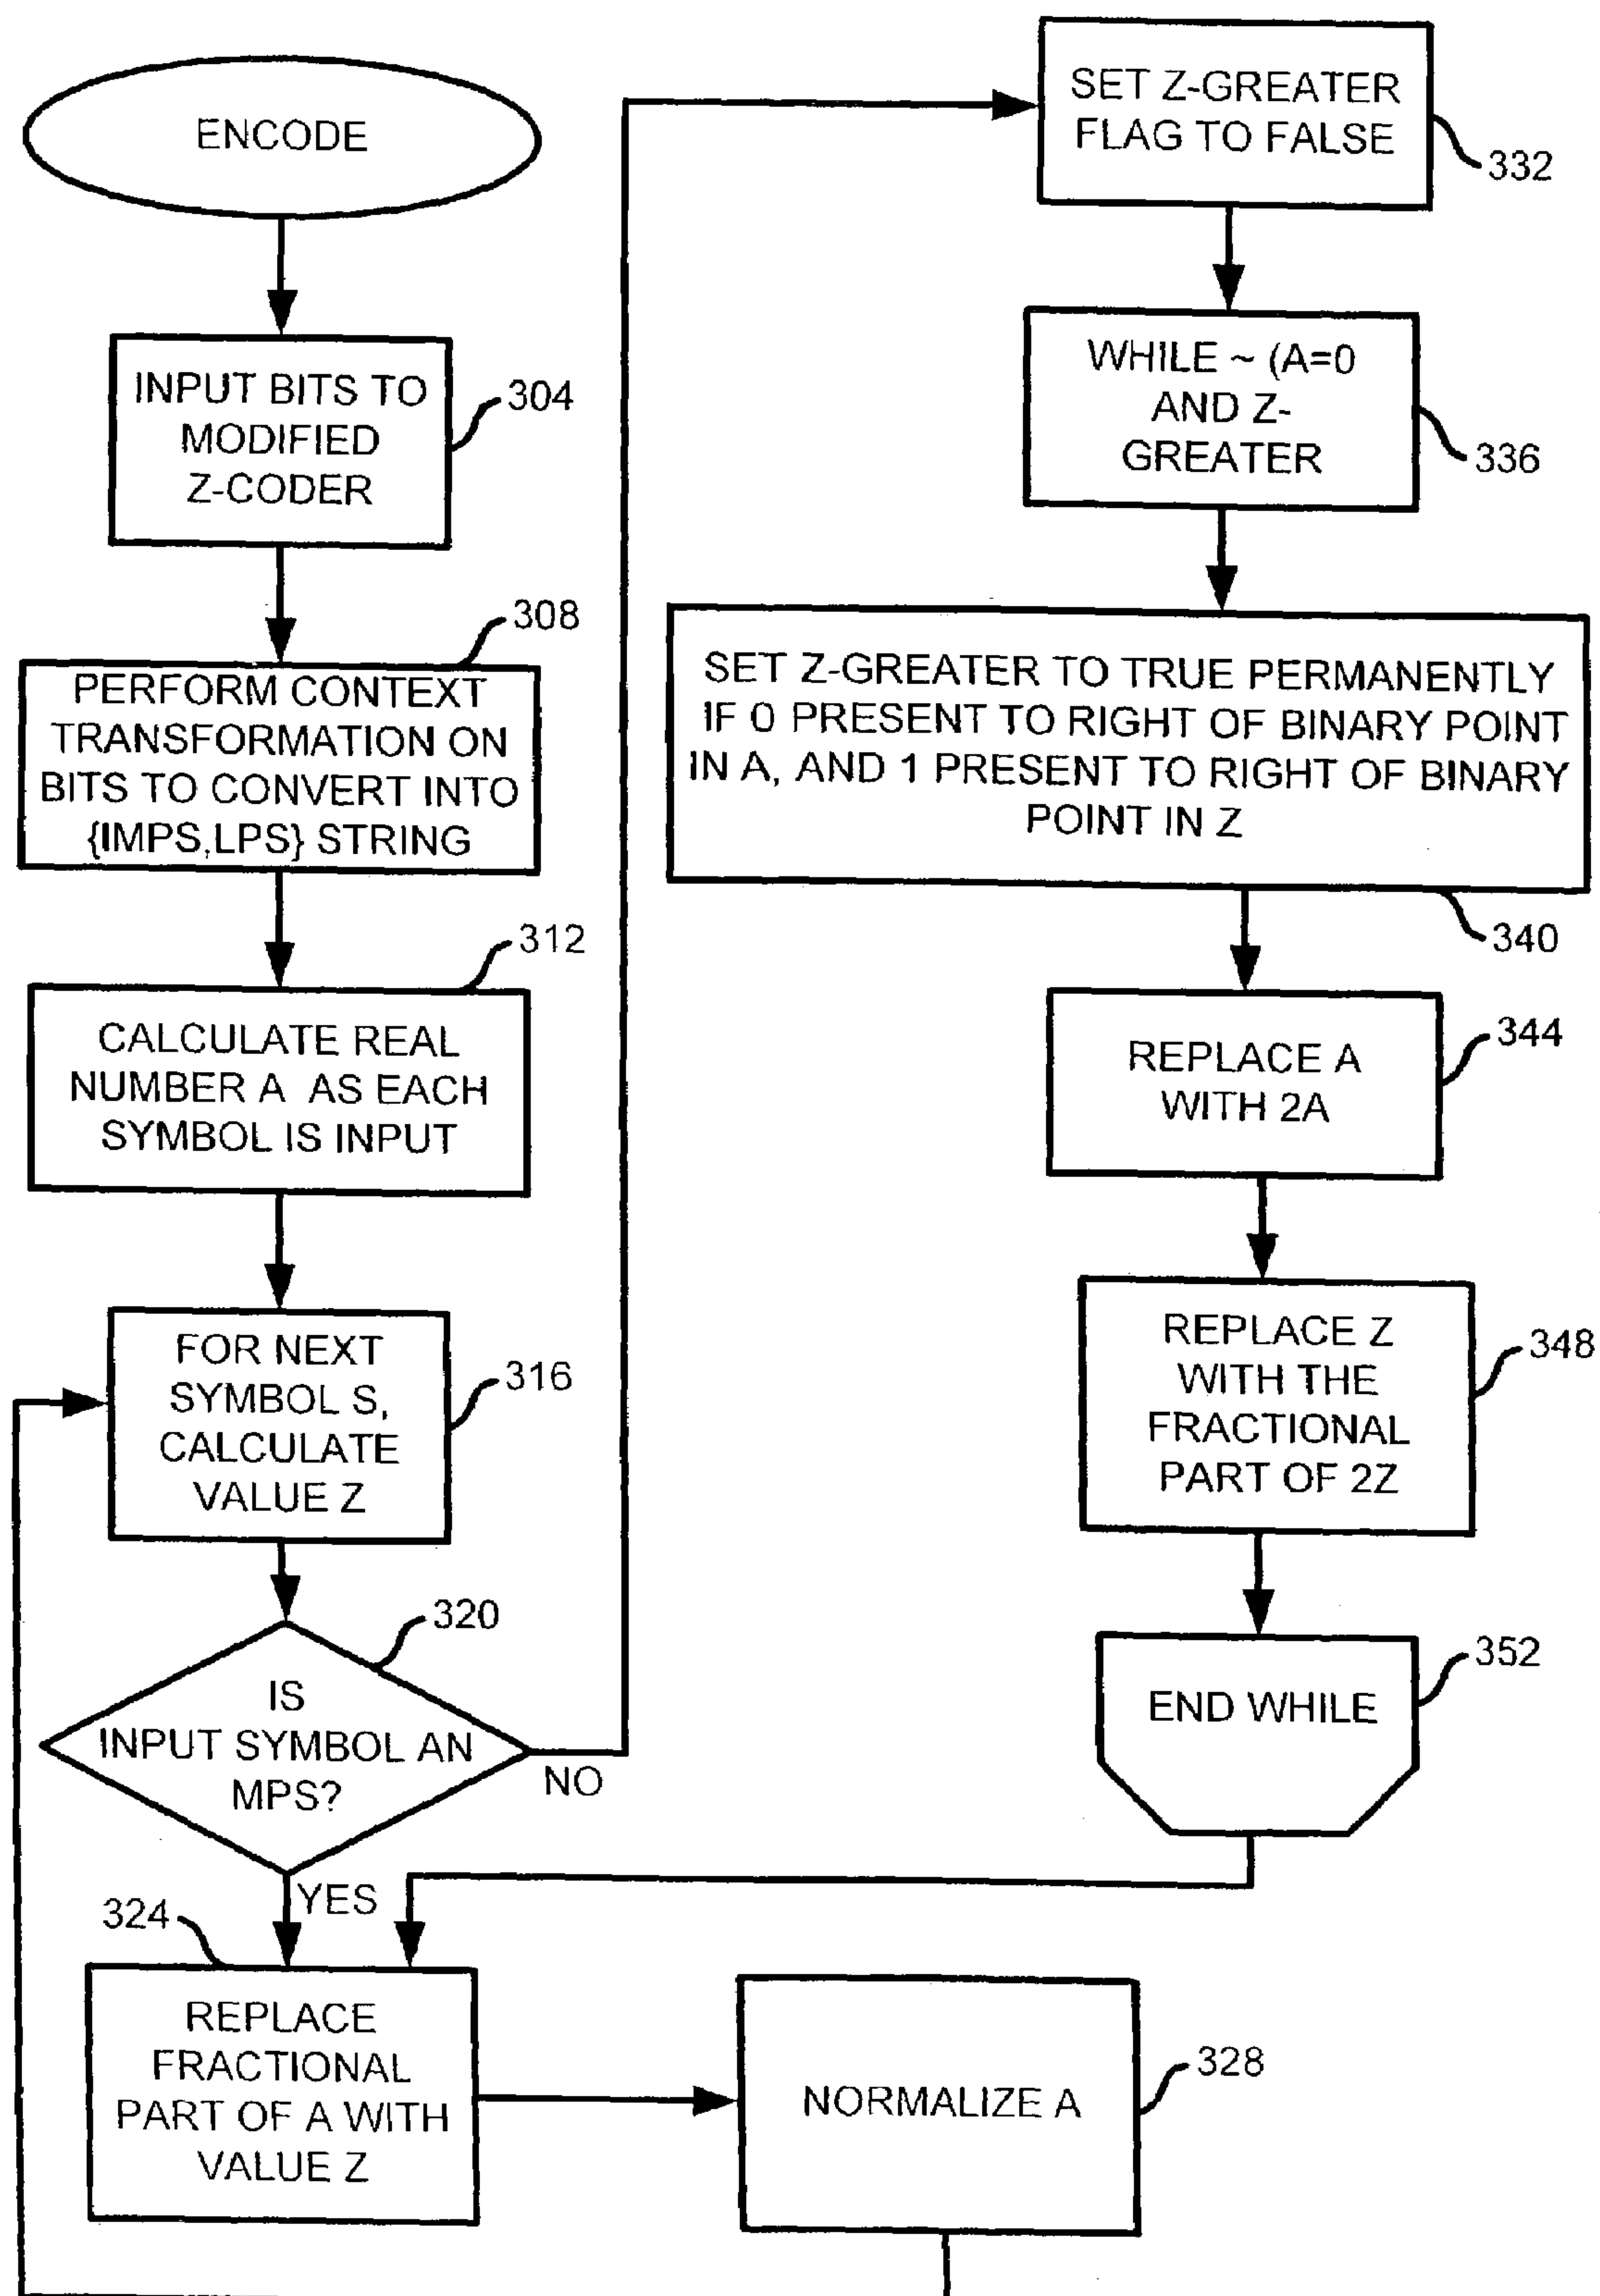 ENCODE
INPUT BITS TO
MODIFIED
Z-CODER
304
308
PERFORM CONTEXT
TRANSFORMATION ON
BITS TO CONVERT INTO
{IMPS,LPS} STRING
312
CALCULATE REAL
NUMBER A AS EACH
SYMBOL IS INPUT
FOR NEXT
SYMBOL S,
CALCULATE
VALUE Z
316
320
IS
INPUT SYMBOL AN
MPS?
NO
YES
324
REPLACE
FRACTIONAL
PART OF A WITH
VALUE Z
NORMALIZE A
328
SET Z-GREATER
FLAG TO FALSE
332
WHILE ~ (A=0
AND Z-
GREATER
336
SET Z-GREATER TO TRUE PERMANENTLY
IF 0 PRESENT TO RIGHT OF BINARY POINT
IN A, AND 1 PRESENT TO RIGHT OF BINARY
POINT IN Z
340
REPLACE A
WITH 2A
344
REPLACE Z
WITH THE
FRACTIONAL
PART OF 2Z
348
END WHILE
352